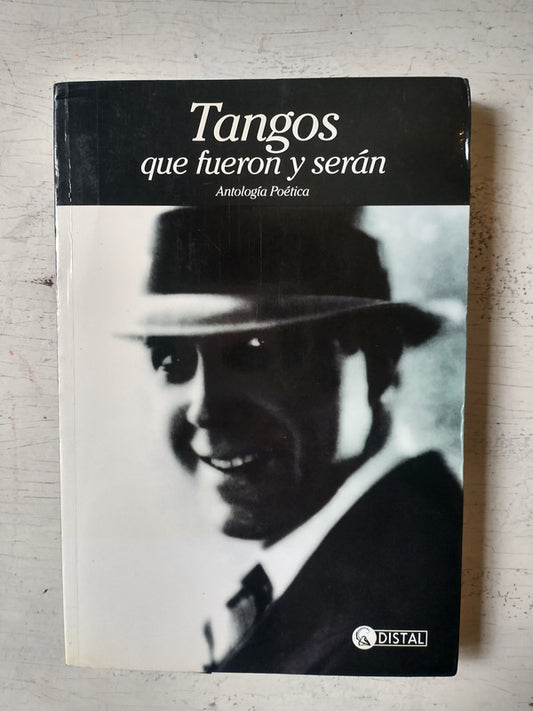 Tangos
que fueron y serán
Antología Poética
DISTAL